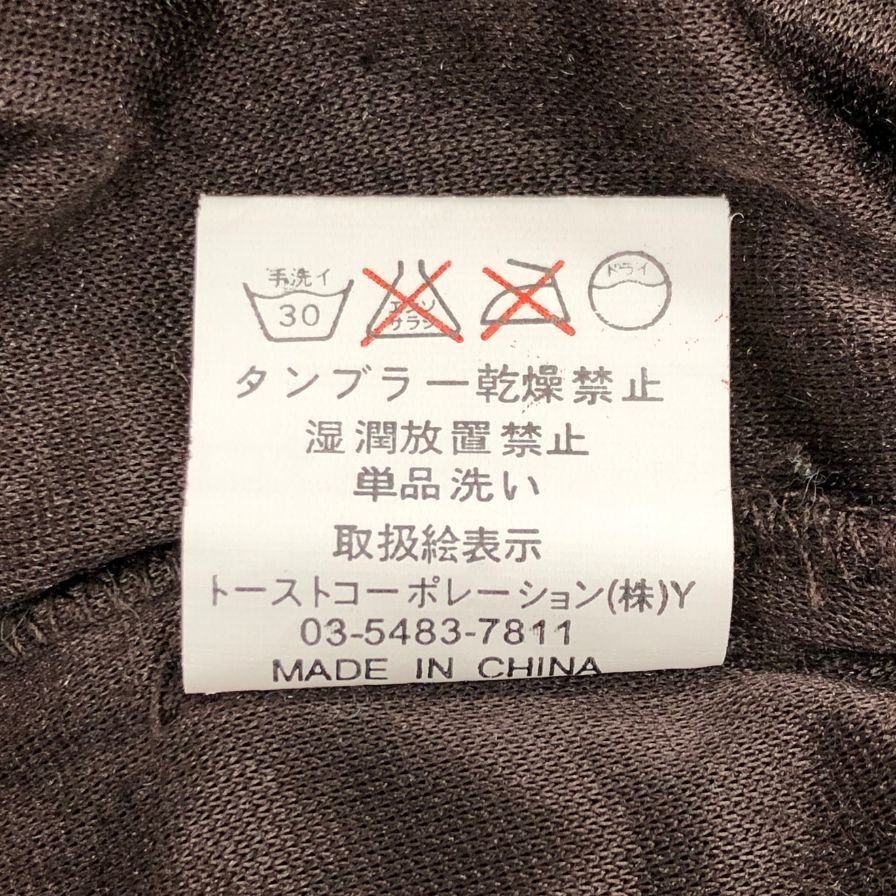 手洗イ エンソ ドライ
30 サラシ
タンブラー乾燥禁止
湿潤放置禁止
単品洗い
取扱絵表示
トーストコーポレーション(株)Y
03-5483-7811
MADE IN CHINA